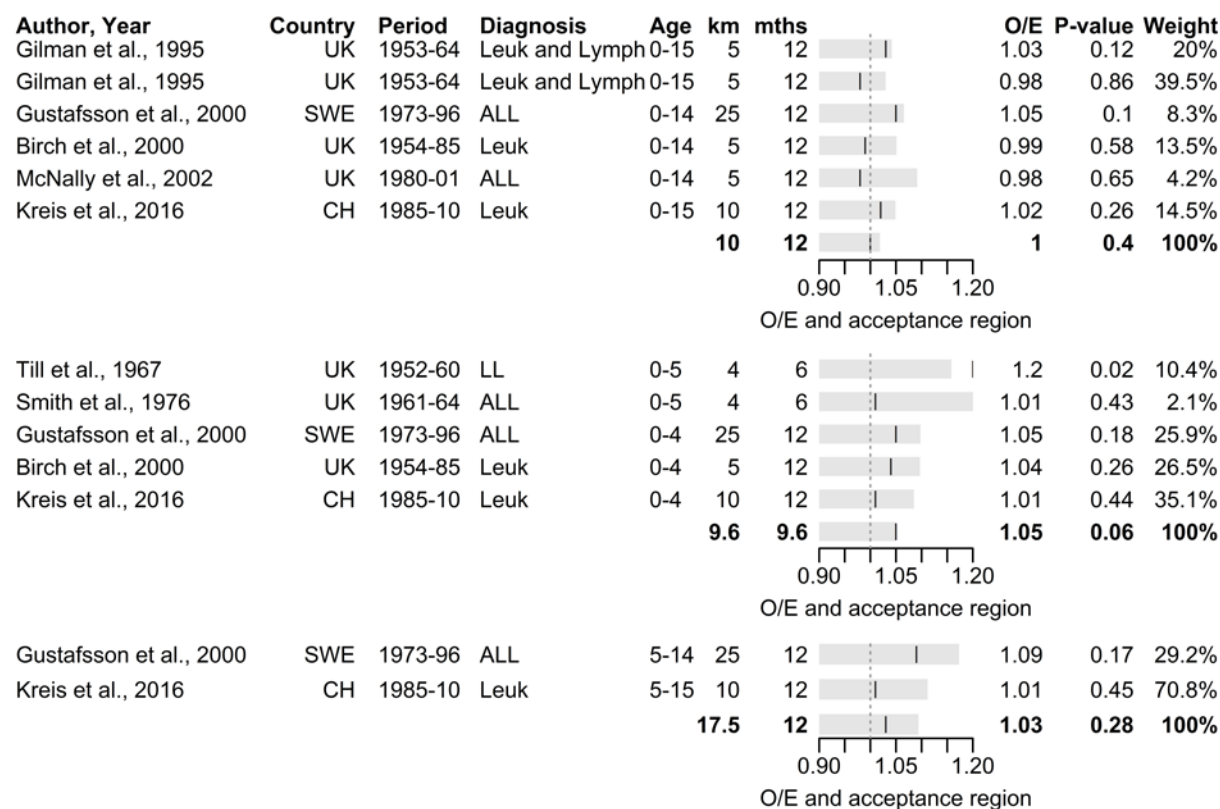 Author, Year Country Period Diagnosis Age km mths O/E P-value Weight
Gilman et al., 1995 UK 1953-64 Leuk and Lymph 0-15 5 12 1.03 0.12 20%
Gilman et al., 1995 UK 1953-64 Leuk and Lymph 0-15 5 12 0.98 0.86 39.5%
Gustafsson et al., 2000 SWE 1973-96 ALL 0-14 25 12 1.05 0.1 8.3%
Birch et al., 2000 UK 1954-85 Leuk 0-14 5 12 0.99 0.58 13.5%
McNally et al., 2002 UK 1980-01 ALL 0-14 5 12 0.98 0.65 4.2%
Kreis et al., 2016 CH 1985-10 Leuk 0-15 10 12 1.02 0.26 14.5%
10 12 1 0.4 100%
0.90 1.05 1.20
O/E and acceptance region
Till et al., 1967 UK 1952-60 LL 0-5 4 6 1.2 0.02 10.4%
Smith et al., 1976 UK 1961-64 ALL 0-5 4 6 1.01 0.43 2.1%
Gustafsson et al., 2000 SWE 1973-96 ALL 0-4 25 12 1.05 0.18 25.9%
Birch et al., 2000 UK 1954-85 Leuk 0-4 5 12 1.04 0.26 26.5%
Kreis et al., 2016 CH 1985-10 Leuk 0-4 10 12 1.01 0.44 35.1%
9.6 9.6 1.05 0.06 100%
0.90 1.05 1.20
O/E and acceptance region
Gustafsson et al., 2000 SWE 1973-96 ALL 5-14 25 12 1.09 0.17 29.2%
Kreis et al., 2016 CH 1985-10 Leuk 5-15 10 12 1.01 0.45 70.8%
17.5 12 1.03 0.28 100%
0.90 1.05 1.20
O/E and acceptance region